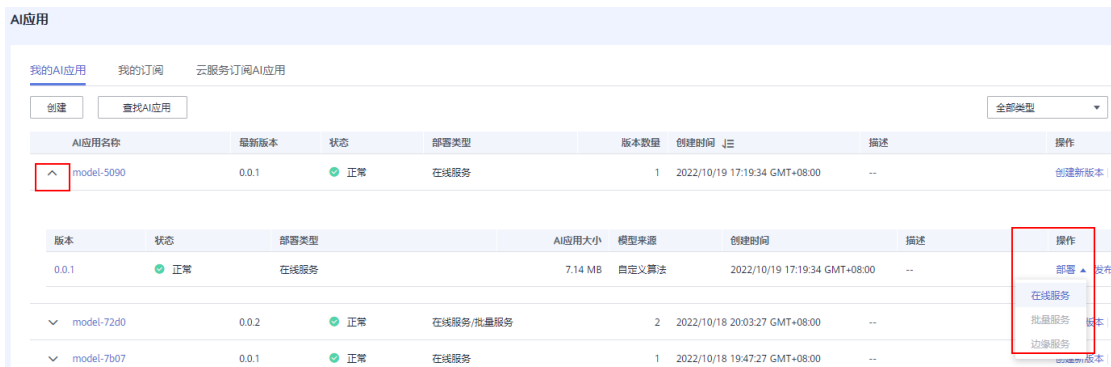 AI应用
我的AI应用 我的订阅 云服务订阅AI应用
创建 查找AI应用 全部类型
AI应用名称 最新版本 状态 部署类型 版本数量 创建时间 描述 操作
model-5090 0.0.1 正常 在线服务 1 2022/10/19 17:19:34 GMT+08:00 -- 创建新版本
版本 状态 部署类型 AI应用大小 模型来源 创建时间 描述 操作
0.0.1 正常 在线服务 7.14 MB 自定义算法 2022/10/19 17:19:34 GMT+08:00 -- 部署 发布
在线服务
model-72d0 0.0.2 正常 在线服务/批量服务 2 2022/10/18 20:03:27 GMT+08:00 -- 批量服务 版本
边缘服务
model-7b07 0.0.1 正常 在线服务 1 2022/10/18 19:47:27 GMT+08:00 -- 创建新版本